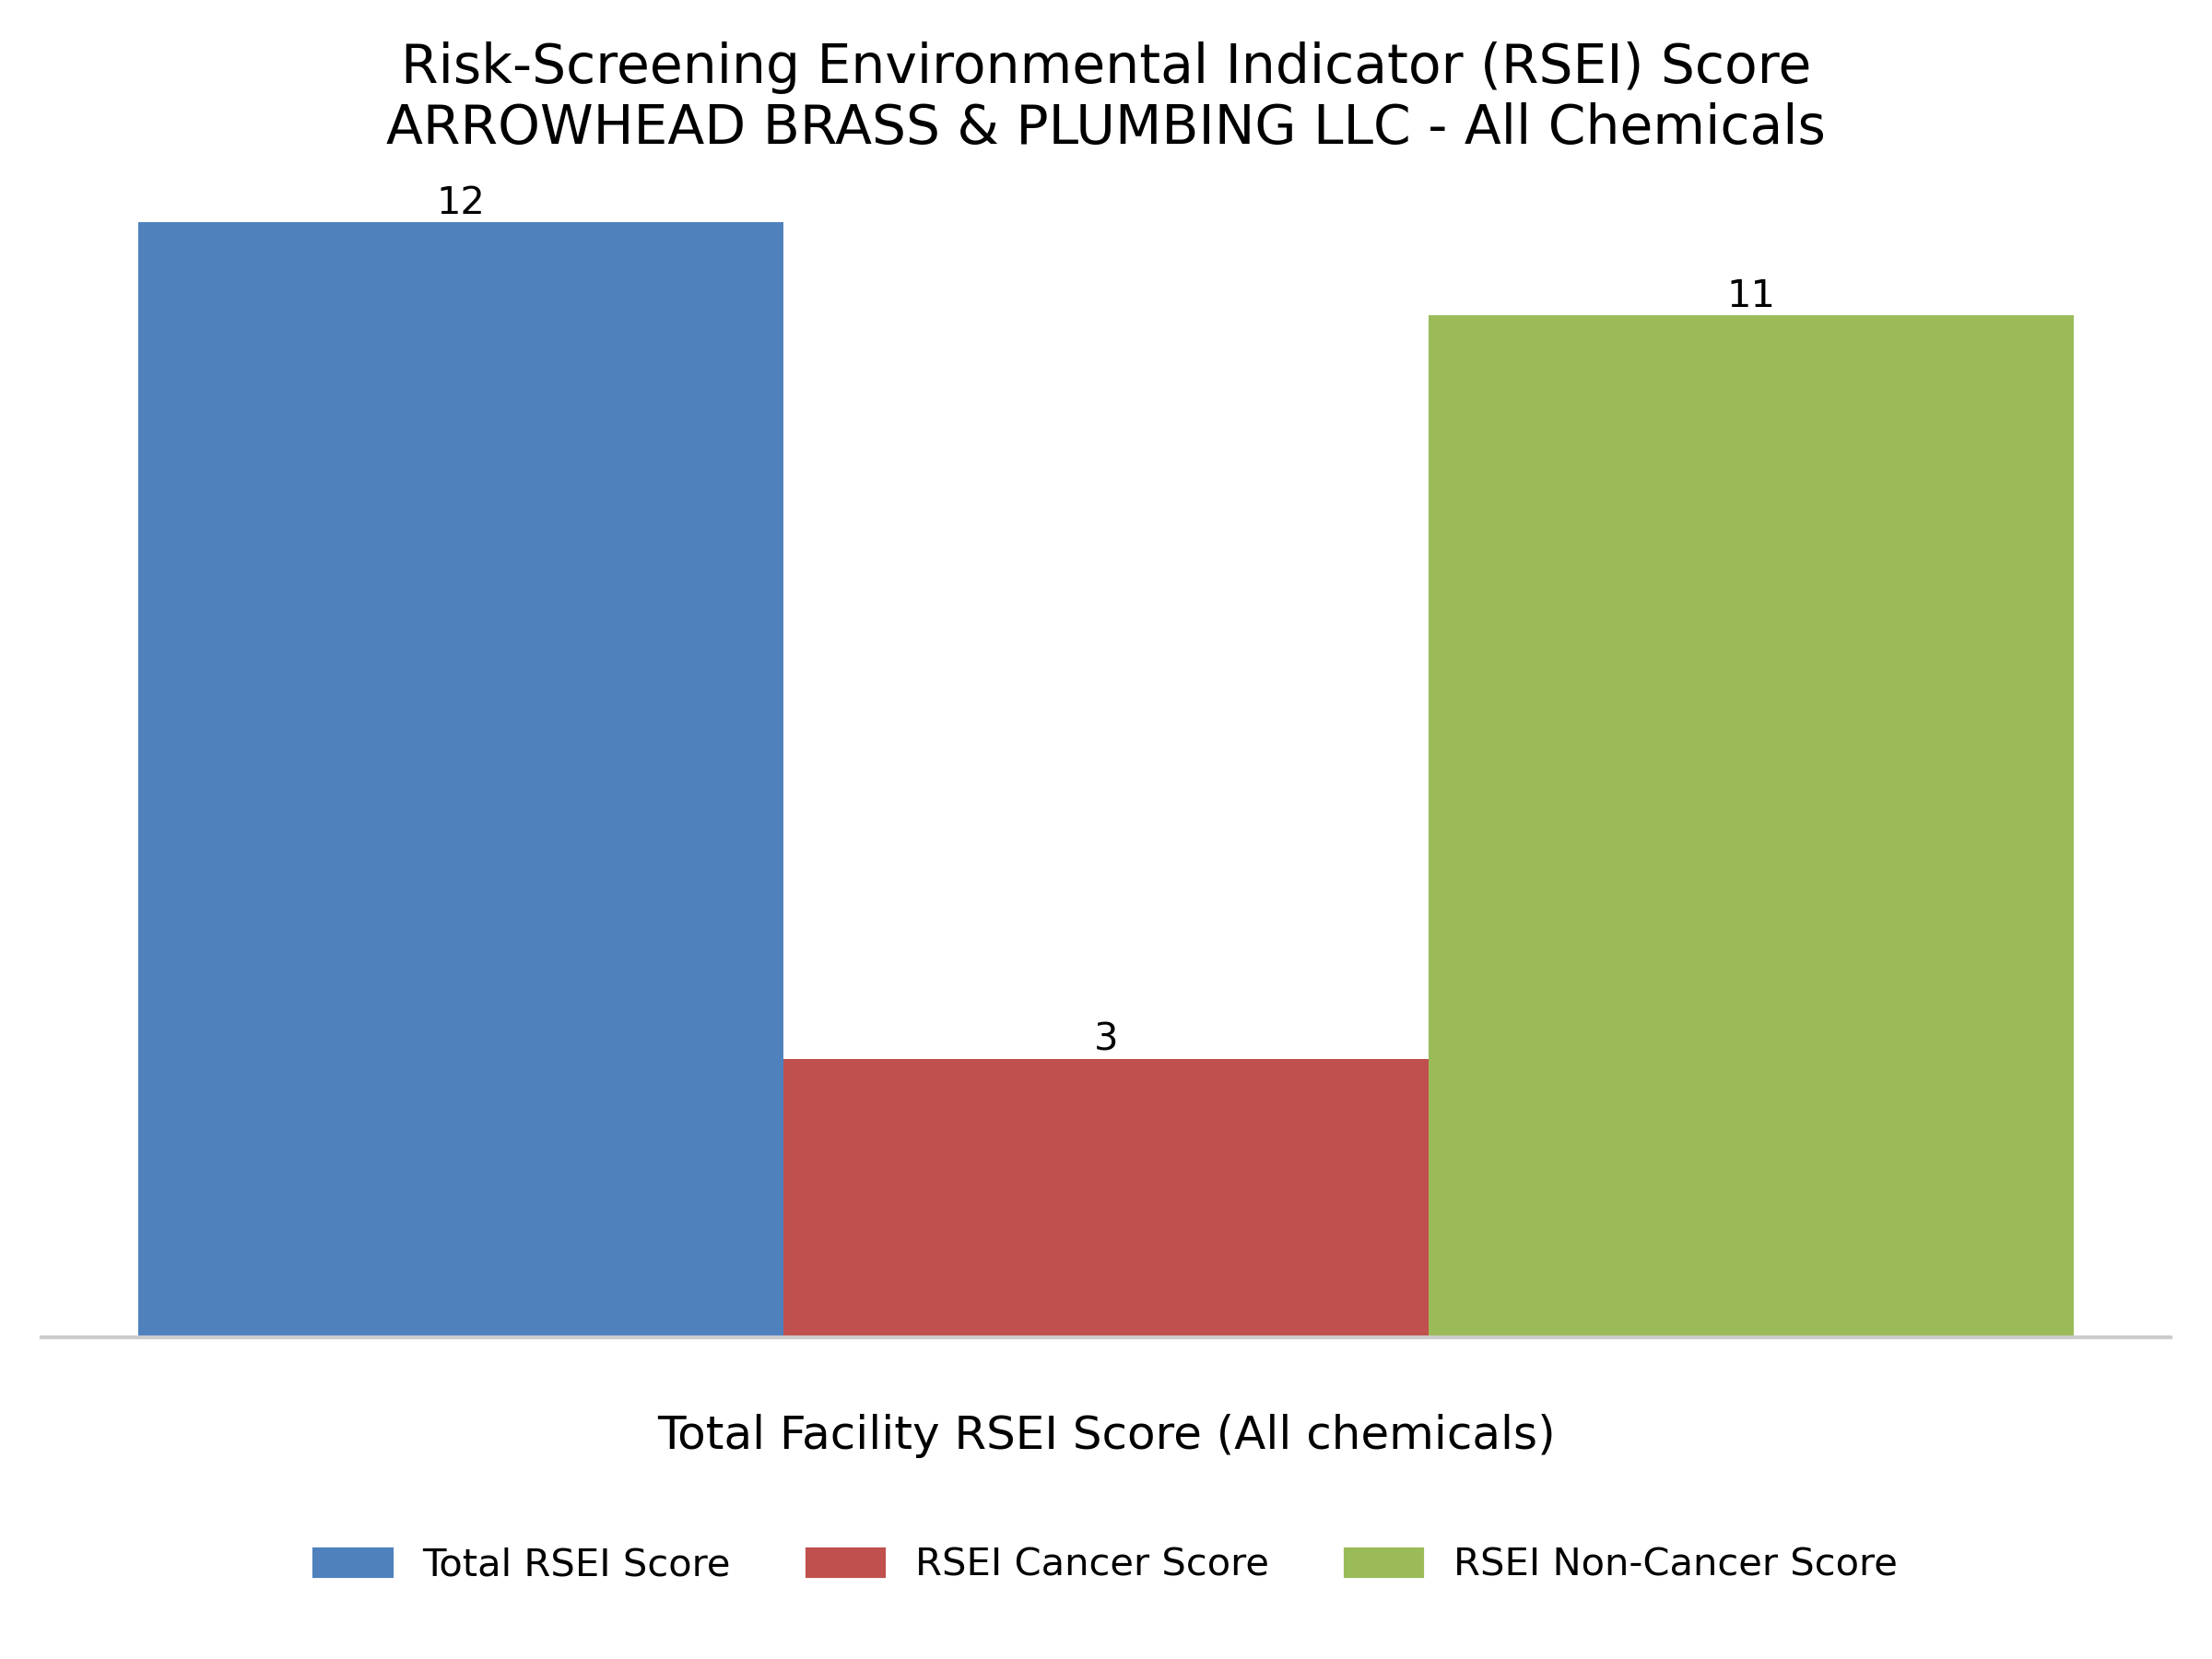 Risk-Screening Environmental Indicator (RSEI) Score
ARROWHEAD BRASS & PLUMBING LLC - All Chemicals
12
11
3
Total Facility RSEI Score (All chemicals)
Total RSEI Score
RSEI Cancer Score
RSEI Non-Cancer Score